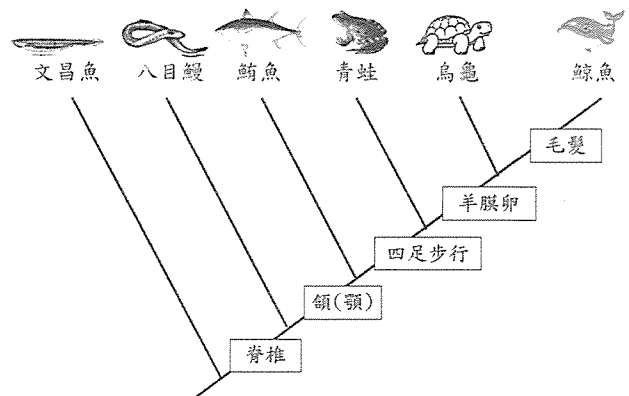 文昌魚 八目鰻 鮪魚 青蛙 烏龜 鯨魚
毛髮
羊膜卵
四足步行
頷(顎)
脊椎